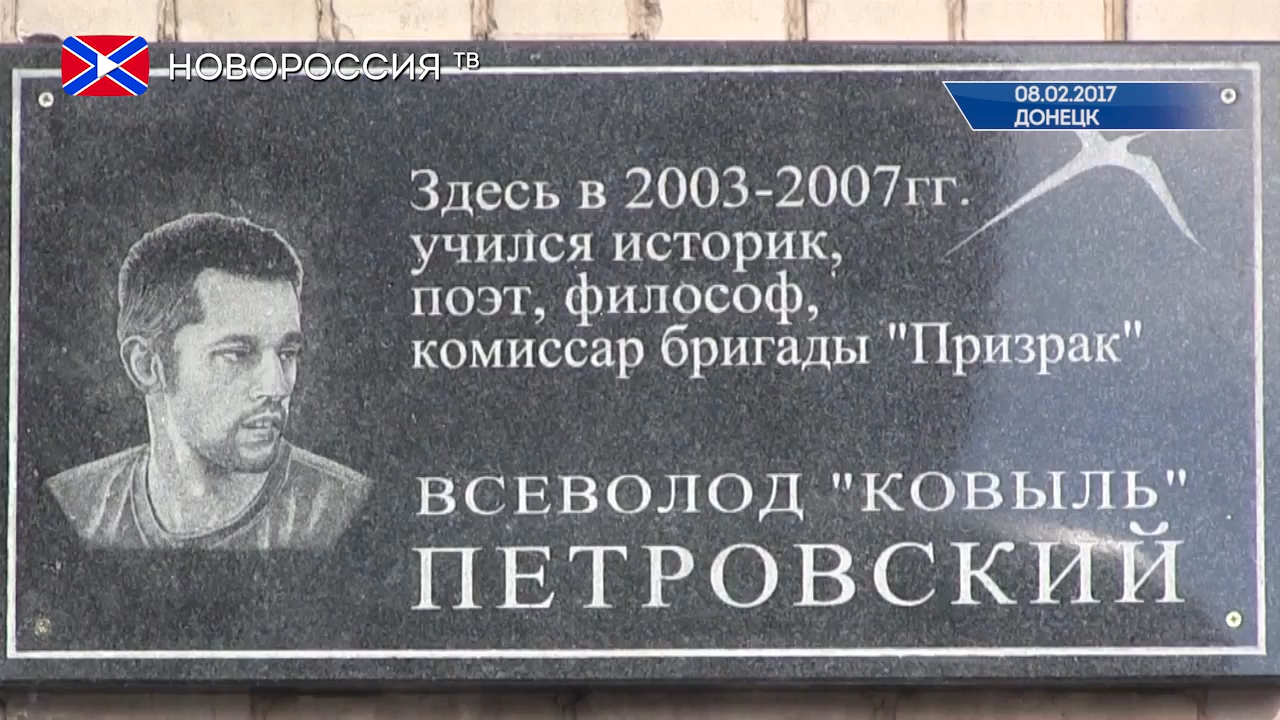 НОВОРОССИЯ ТВ
08.02.2017
ДОНЕЦК
Здесь в 2003-2007гг.
учился историк,
поэт, философ,
комиссар бригады "Призрак"
ВСЕВОЛОД "КОВЫЛЬ"
ПЕТРОВСКИЙ